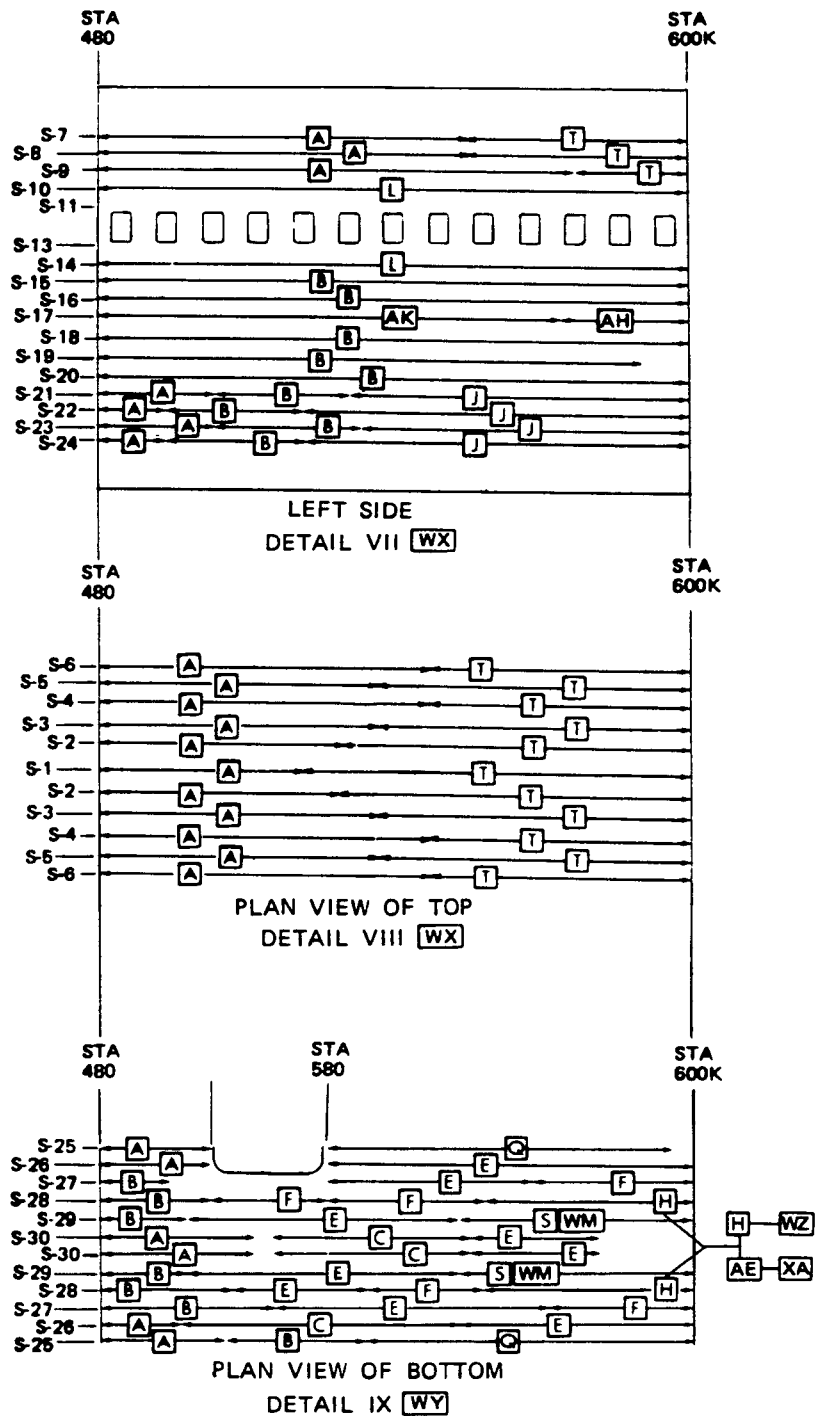 STA 480 STA 600K
S-7 A T
S-8 A T
S-9 A T
S-10 L
S-11
S-13
S-14 L
S-15 B
S-16 B
S-17 AK AH
S-18 B
S-19 B
S-20 B
S-21 A B J
S-22 A B J
S-23 A B J
S-24 A B J
LEFT SIDE
DETAIL VII WX
STA 480 STA 600K
S-6 A T
S-5 A T
S-4 A T
S-3 A T
S-2 A T
S-1 A T
S-2 A T
S-3 A T
S-4 A T
S-5 A T
S-6 A T
PLAN VIEW OF TOP
DETAIL VIII WX
STA 480 STA 580 STA 600K
S-25 A Q
S-26 A E
S-27 B E F
S-28 B F F H
S-29 B E S WM
H WZ
S-30 A C E
S-30 A C E
AE XA
S-29 B E S WM
S-28 B E F H
S-27 B E F
S-26 A C E
S-25 A B Q
PLAN VIEW OF BOTTOM
DETAIL IX WY